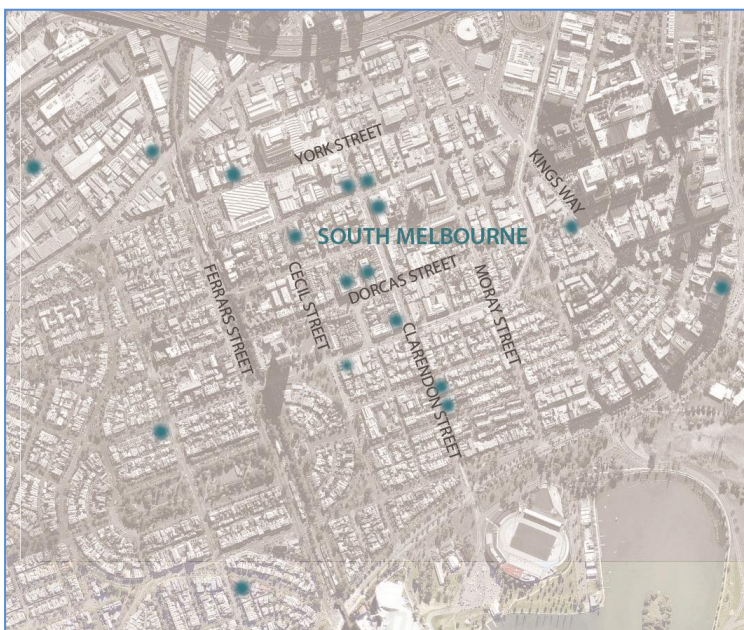 YORK STREET
KINGS WAY
SOUTH MELBOURNE
DORCAS STREET
CECIL STREET
FERRARS STREET
MORAY STREET
CLARENDON STREET